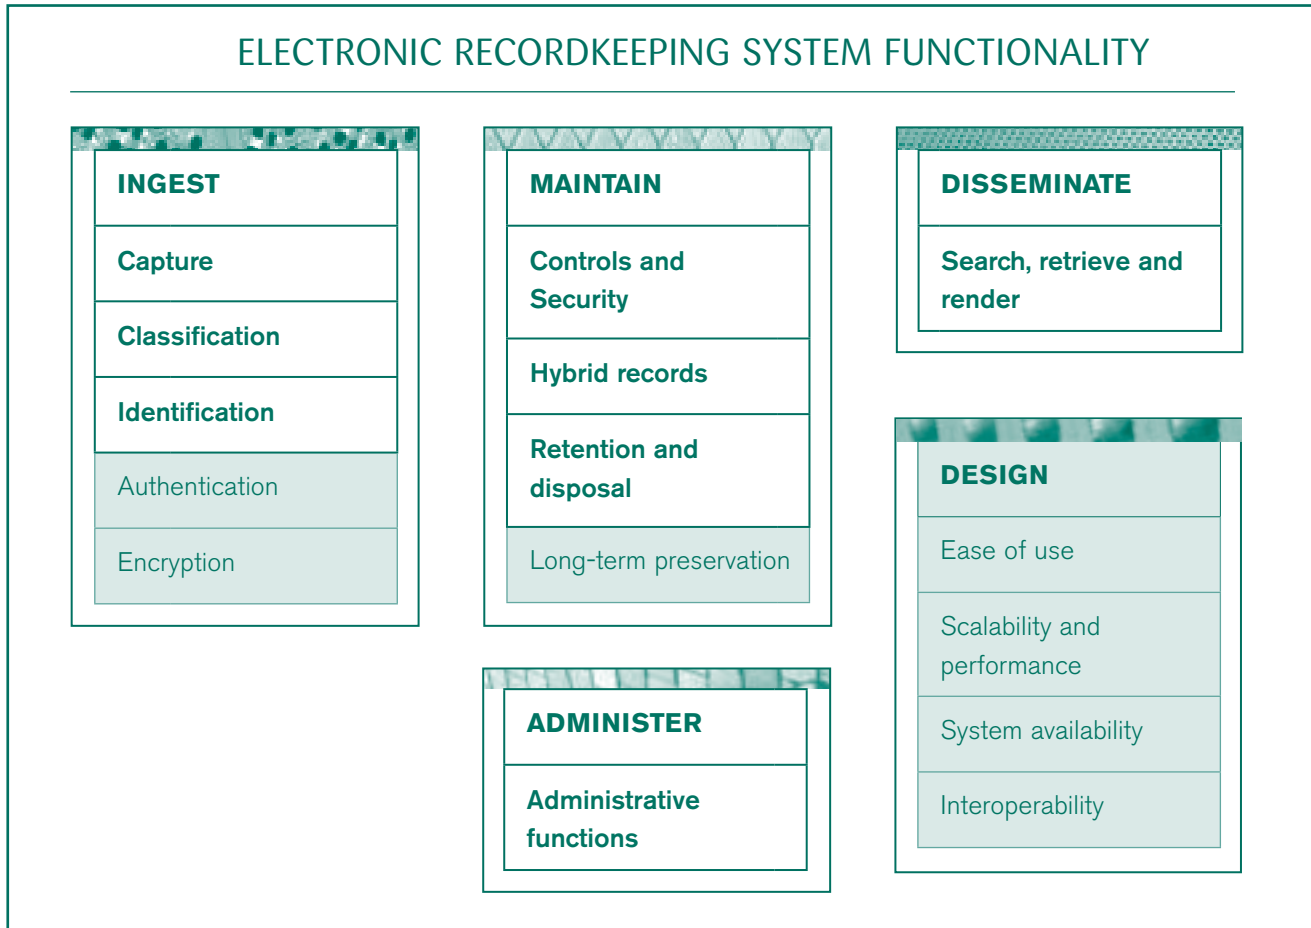 ELECTRONIC RECORDKEEPING SYSTEM FUNCTIONALITY
INGEST
Capture
Classification
Identification
Authentication
Encryption
MAINTAIN
Controls and
Security
Hybrid records
Retention and
disposal
Long-term preservation
DISSEMINATE
Search, retrieve and
render
ADMINISTER
Administrative
functions
DESIGN
Ease of use
Scalability and
performance
System availability
Interoperability